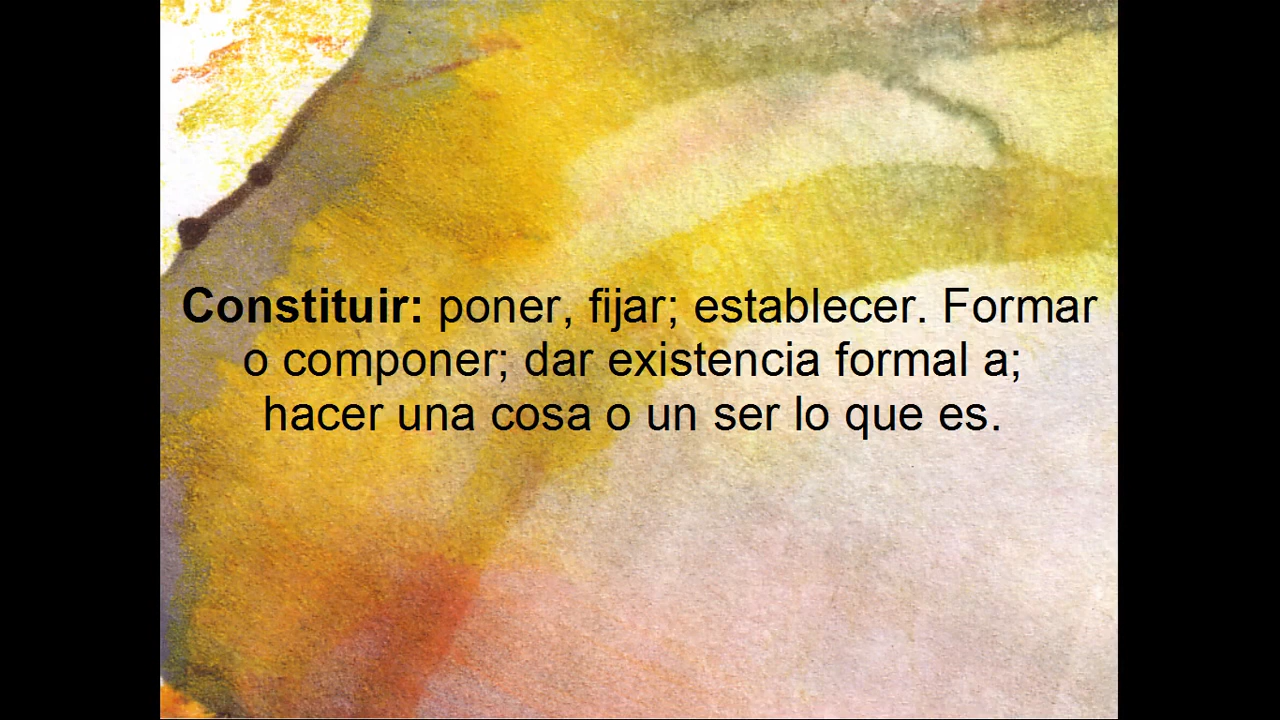 Constituir: poner, fijar; establecer. Formar
o componer; dar existencia formal a;
hacer una cosa o un ser lo que es.